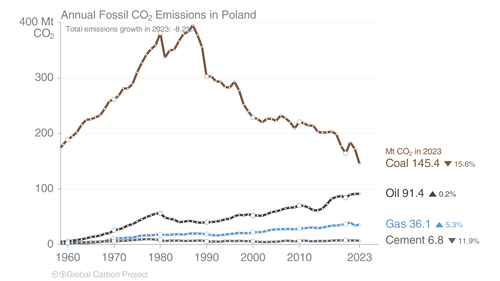 Annual Fossil CO₂ Emissions in Poland
400 Mt
CO₂
Total emissions growth in 2023: -8.2%
300
200
100
0
1960 1970 1980 1990 2000 2010 2023
Mt CO₂ in 2023
Coal 145.4 ▼ 15.6%
Oil 91.4 ▲ 0.2%
Gas 36.1 ▲ 5.3%
Cement 6.8 ▼ 11.9%
Global Carbon Project